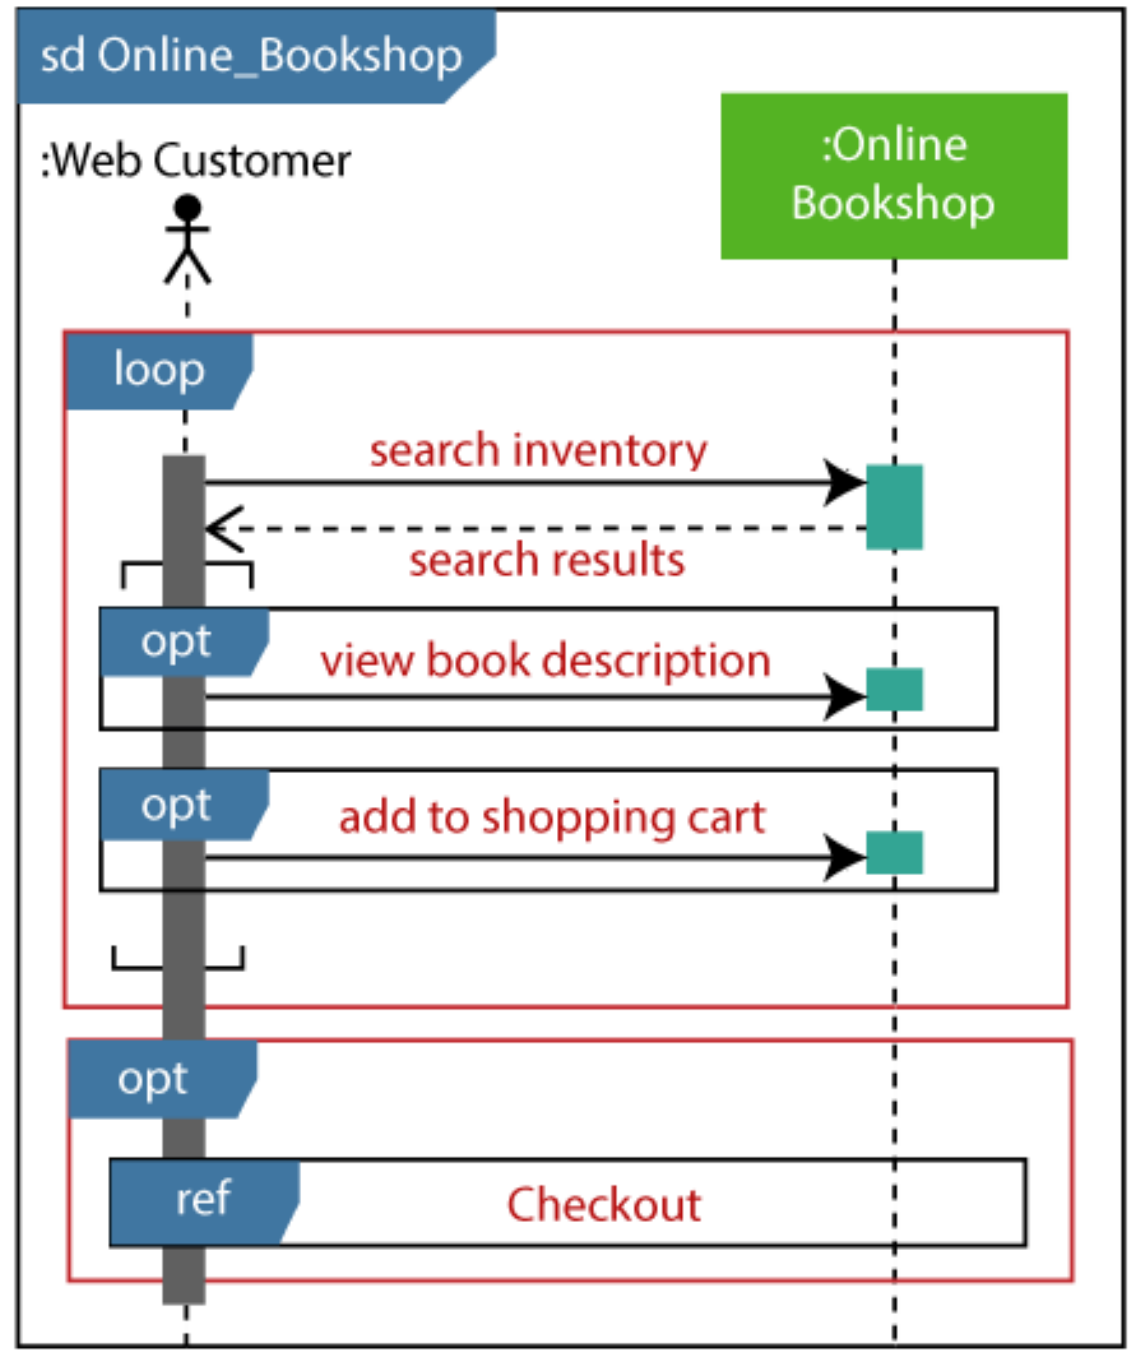 sd Online_Bookshop
:Web Customer
:Online
Bookshop
loop
search inventory
search results
opt
view book description
opt
add to shopping cart
opt
ref
Checkout